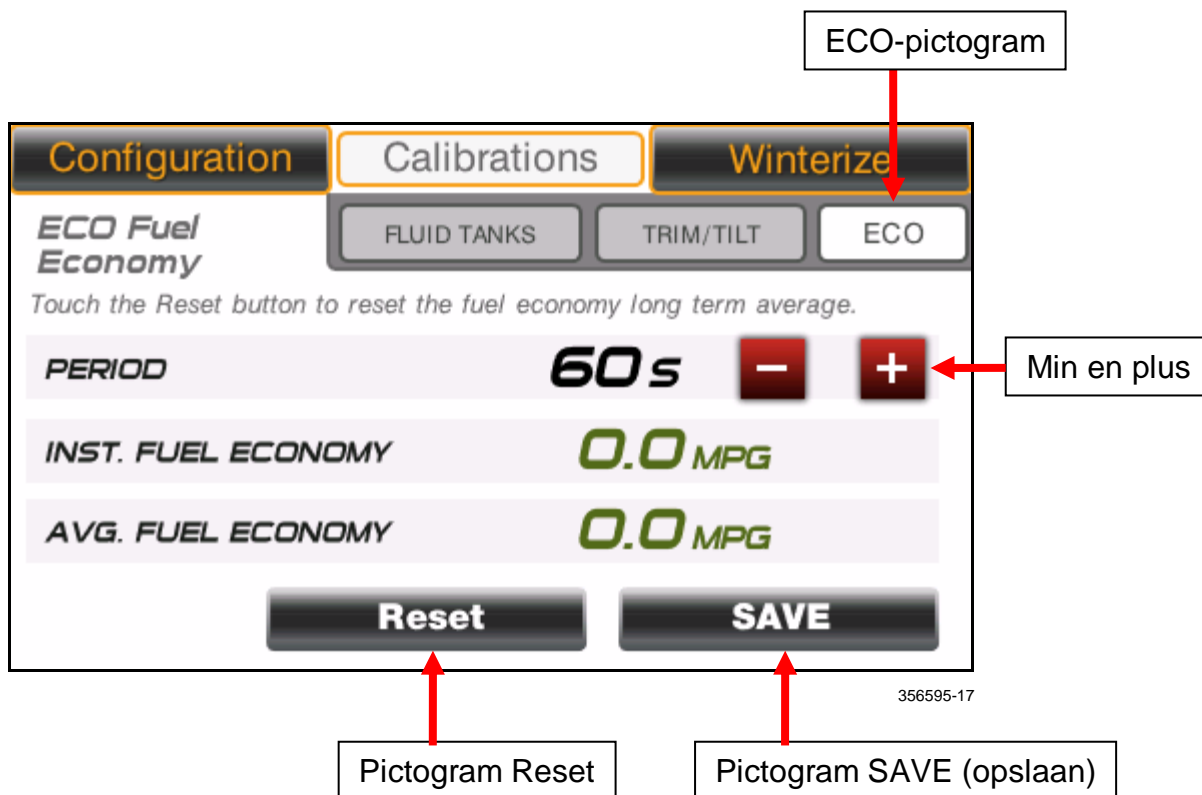 ECO-pictogram
Configuration
Calibrations
Winterize
ECO Fuel
Economy
FLUID TANKS
TRIM/TILT
ECO
Touch the Reset button to reset the fuel economy long term average.
PERIOD
60 s
−
+
Min en plus
INST. FUEL ECONOMY
0.0 MPG
AVG. FUEL ECONOMY
0.0 MPG
Reset
SAVE
356595-17
Pictogram Reset
Pictogram SAVE (opslaan)